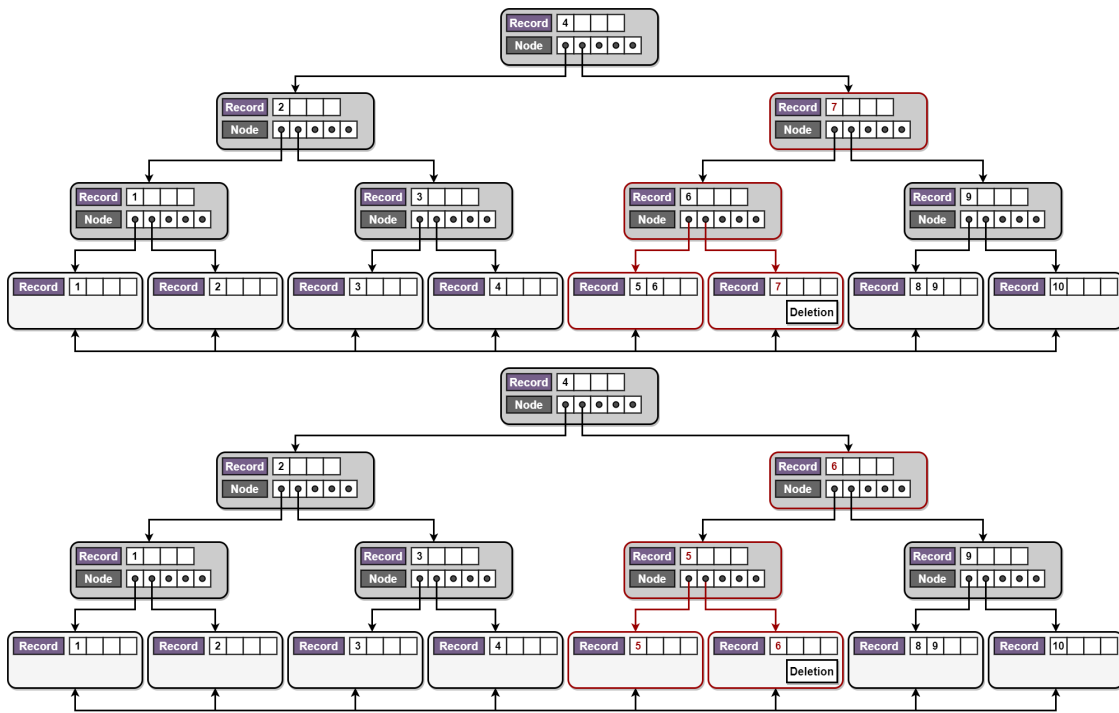 Record 4
Node
Record 2
Node
Record 7
Node
Record 1
Node
Record 3
Node
Record 6
Node
Record 9
Node
Record 1
Record 2
Record 3
Record 4
Record 5 6
Record 7
Deletion
Record 8 9
Record 10
Record 4
Node
Record 2
Node
Record 6
Node
Record 1
Node
Record 3
Node
Record 5
Node
Record 9
Node
Record 1
Record 2
Record 3
Record 4
Record 5
Record 6
Deletion
Record 8 9
Record 10